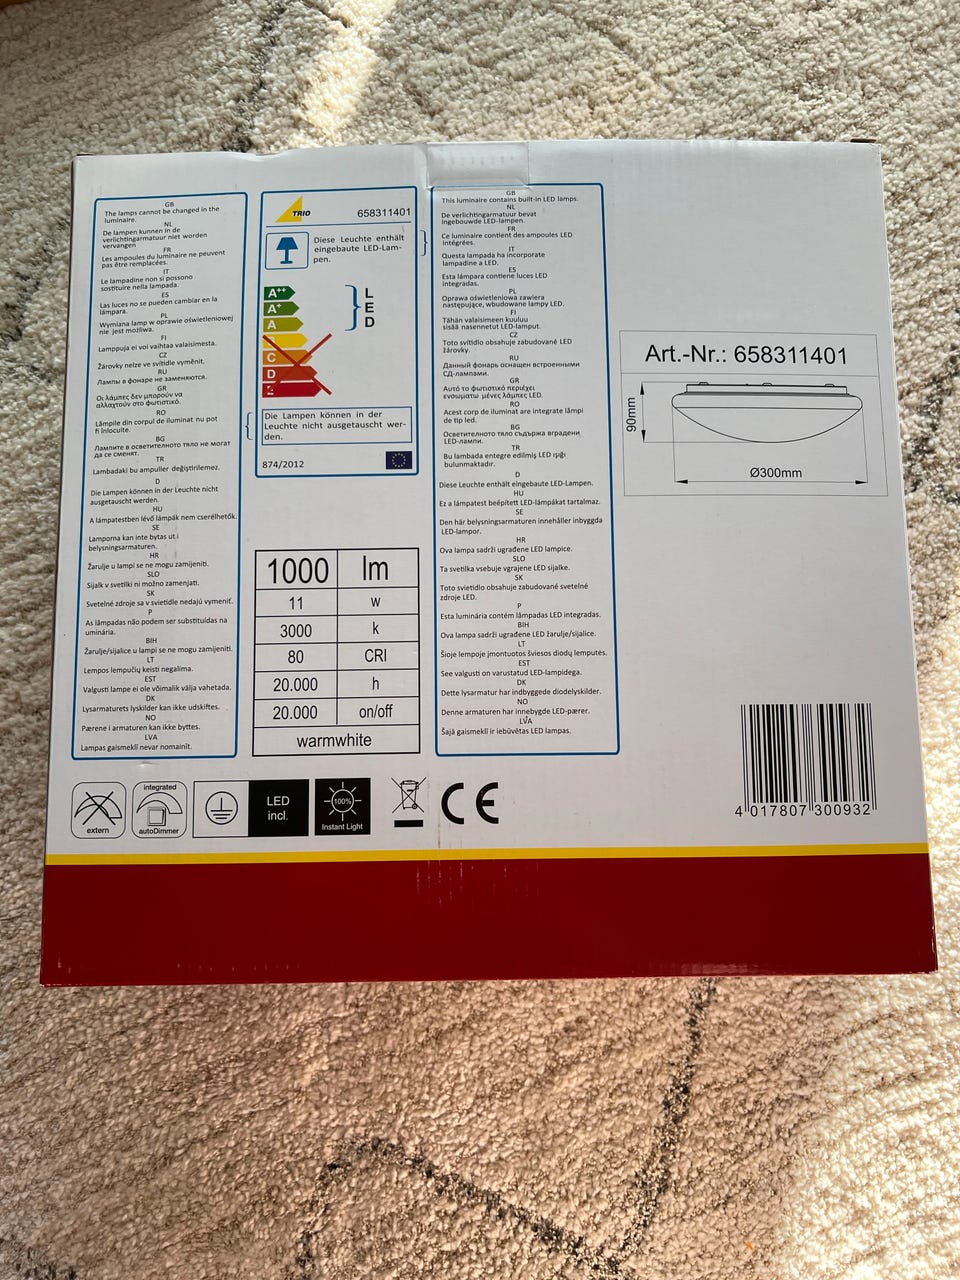 GB
The lamps cannot be changed in the
luminaire.
NL
De lampen kunnen in de
verlichtingarmatuur niet worden
vervangen
FR
Les ampoules du luminaire ne peuvent
pas être remplacées.
IT
Le lampadine non si possono
sostituire nella lampada.
ES
Las luces no se pueden cambiar en la
lámpara.
PL
Wymiana lamp w oprawie oświetleniowej
nie jest możliwa.
FI
Lamppuja ei voi vaihtaa valaisimesta.
CZ
Žárovky nelze ve svítidle vyměnit.
RU
Лампы в фонаре не заменяются.
GR
Οι λάμπες δεν μπορούν να
αλλαχτούν στο φωτιστικό.
RO
Lămpile din corpul de iluminat nu pot
fi înlocuite.
BG
Лампите в осветителното тяло не могат
да се сменят.
TR
Lambadaki bu ampuller değiştirilemez.
D
Die Lampen können in der Leuchte nicht
ausgetauscht werden.
HU
A lámpatestben lévő lámpák nem cserélhetők.
SE
Lamporna kan inte bytas ut i
belysningsarmaturen.
HR
Žarulje u lampi se ne mogu zamijeniti.
SLO
Sijalk v svetilki ni možno zamenjati.
SK
Svetelné zdroje sa v svietidle nedajú vymeniť.
P
As lâmpadas não podem ser substituídas na
uminária.
BIH
Žarulje/sijalice u lampi se ne mogu zamijeniti.
LT
Lempos lempučių keisti negalima.
EST
Valgusti lampe ei ole võimalik välja vahetada.
DK
Lysarmaturets lyskilder kan ikke udskiftes.
NO
Pærene i armaturen kan ikke byttes.
LVA
Lampas gaismekli nevar nomainīt.
TRIO
658311401
Diese Leuchte enthält
eingebaute LED-Lam-
pen.
A++
A+
A
B
C
D
E
L
E
D
Die Lampen können in der
Leuchte nicht ausgetauscht wer-
den.
874/2012
1000 lm
11 w
3000 k
80 CRI
20.000 h
20.000 on/off
warmwhite
GB
This luminaire contains built-in LED lamps.
NL
De verlichtingarmatuur bevat
ingebouwde LED-lampen.
FR
Ce luminaire contient des ampoules LED
intégrées.
IT
Questa lampada ha incorporate
lampadine a LED.
ES
Esta lámpara contiene luces LED
integradas.
PL
Oprawa oświetleniowa zawiera
następujące, wbudowane lampy LED.
FI
Tähän valaisimeen kuuluu
sisää nasennetut LED-lamput.
CZ
Toto svítidlo obsahuje zabudované LED
žárovky.
RU
Данный фонарь оснащен встроенными
СД-лампами.
GR
Αυτό το φωτιστικό περιέχει
ενσωματω μένες λάμπες LED.
RO
Acest corp de iluminat are integrate lămpi
de tip led.
BG
Осветителното тяло съдържа вградени
LED-лампи.
TR
Bu lambada entegre edilmiş LED ışığı
bulunmaktadır.
D
Diese Leuchte enthält eingebaute LED-Lampen.
HU
Ez a lámpatest beépített LED-lámpákat tartalmaz.
SE
Den här belysningsarmaturen innehåller inbyggda
LED-lampor.
HR
Ova lampa sadrži ugrađene LED lampice.
SLO
Ta svetilka vsebuje vgrajene LED sijalke.
SK
Toto svietidlo obsahuje zabudované svetelné
zdroje LED.
P
Esta luminária contém lâmpadas LED integradas.
BIH
Ova lampa sadrži ugrađene LED žarulje/sijalice.
LT
Šioje lempoje įmontuotos šviesos diodų lemputės.
EST
See valgusti on varustatud LED-lampidega.
DK
Dette lysarmatur har indbyggede diodelyskilder.
NO
Denne armaturen har innebygde LED-pærer.
LVA
Šajā gaismeklī ir iebūvētas LED lampas.
Art.-Nr.: 658311401
90mm
Ø300mm
extern
integrated
autoDimmer
LED
incl.
100%
Instant Light
CE
4 017807 300932